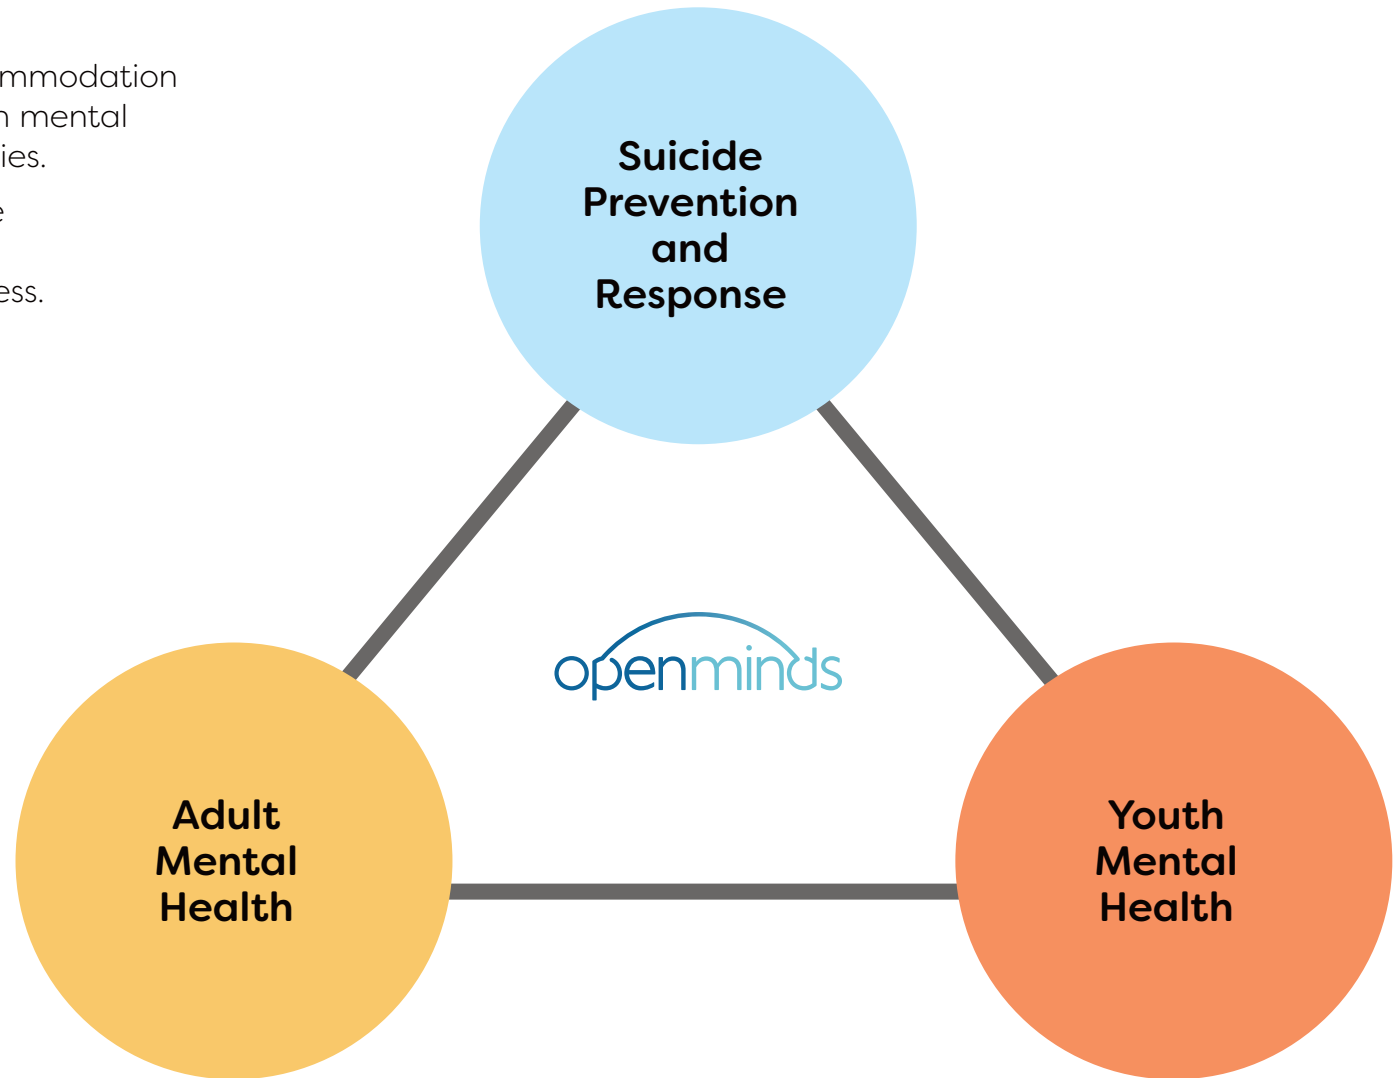 mmodation
mental
ies.
ess.
Suicide
Prevention
and
Response
openminds
Adult
Mental
Health
Youth
Mental
Health